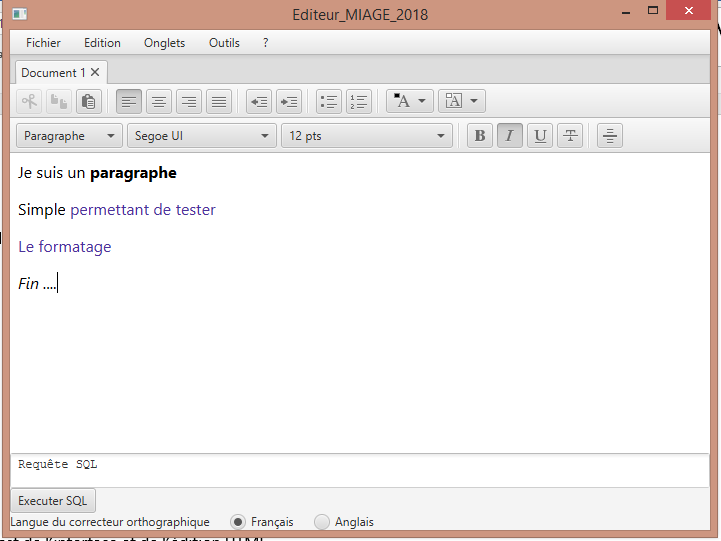 Editeur_MIAGE_2018
Fichier Edition Onglets Outils ?
Document 1
A A
Paragraphe Segoe UI 12 pts B I U T
Je suis un paragraphe
Simple permettant de tester
Le formatage
Fin ....
Requête SQL
Executer SQL
Langue du correcteur orthographique Français Anglais